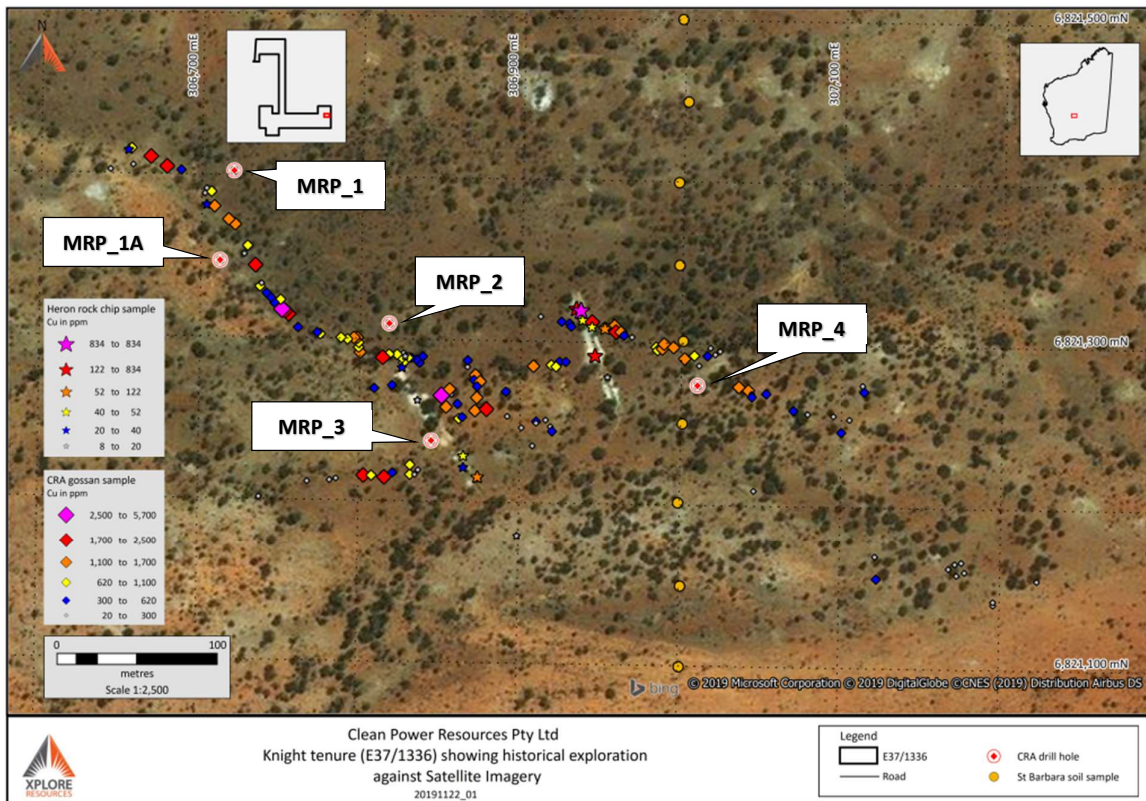 6,821,500 mN
306,700 mE
306,900 mE
307,100 mE
N
MRP_1
MRP_1A
MRP_2
MRP_4
6,821,300 mN
MRP_3
Heron rock chip sample
Cu in ppm
834 to 834
122 to 834
52 to 122
40 to 52
20 to 40
8 to 20
CRA gossan sample
Cu in ppm
2,500 to 5,700
1,700 to 2,500
1,100 to 1,700
620 to 1,100
300 to 620
20 to 300
0 100
metres
Scale 1:2,500
6,821,100 mN
bing
© 2019 Microsoft Corporation © 2019 DigitalGlobe ©CNES (2019) Distribution Airbus DS
XPLORE
RESOURCES
Clean Power Resources Pty Ltd
Knight tenure (E37/1336) showing historical exploration
against Satellite Imagery
20191122_01
Legend
E37/1336
Road
CRA drill hole
St Barbara soil sample